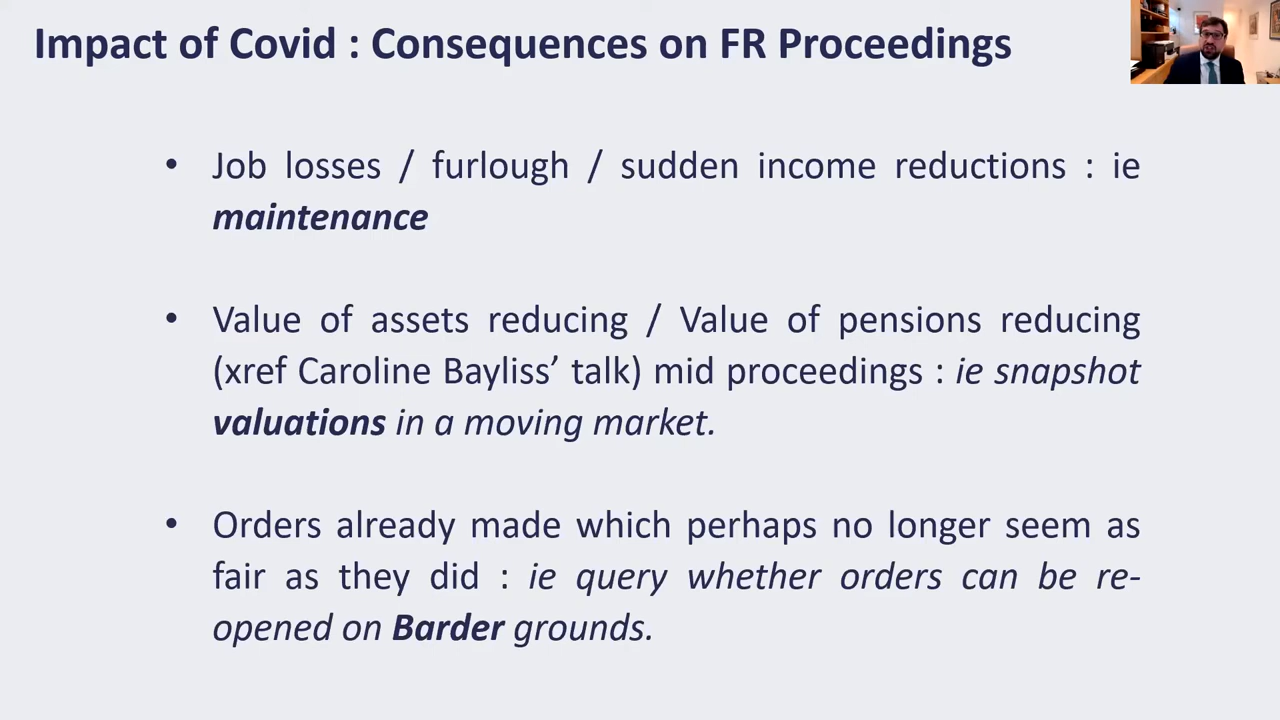 Impact of Covid : Consequences on FR Proceedings
• Job losses / furlough / sudden income reductions : ie
maintenance
• Value of assets reducing / Value of pensions reducing
(xref Caroline Bayliss’ talk) mid proceedings : ie snapshot
valuations in a moving market.
• Orders already made which perhaps no longer seem as
fair as they did : ie query whether orders can be re-
opened on Barder grounds.